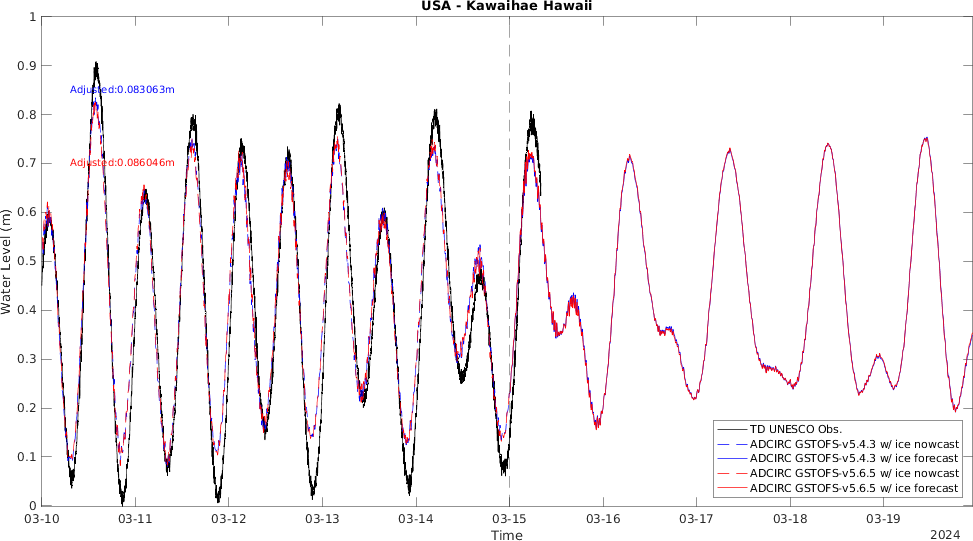 USA - Kawaihae Hawaii
1
0.9
Adjusted:0.083063m
0.8
0.7
Adjusted:0.086046m
0.6
0.5
0.4
0.3
0.2
0.1
0
Water Level (m)
TD UNESCO Obs.
ADCIRC GSTOFS-v5.4.3 w/ ice nowcast
ADCIRC GSTOFS-v5.4.3 w/ ice forecast
ADCIRC GSTOFS-v5.6.5 w/ ice nowcast
ADCIRC GSTOFS-v5.6.5 w/ ice forecast
03-10 03-11 03-12 03-13 03-14 03-15 03-16 03-17 03-18 03-19
Time
2024